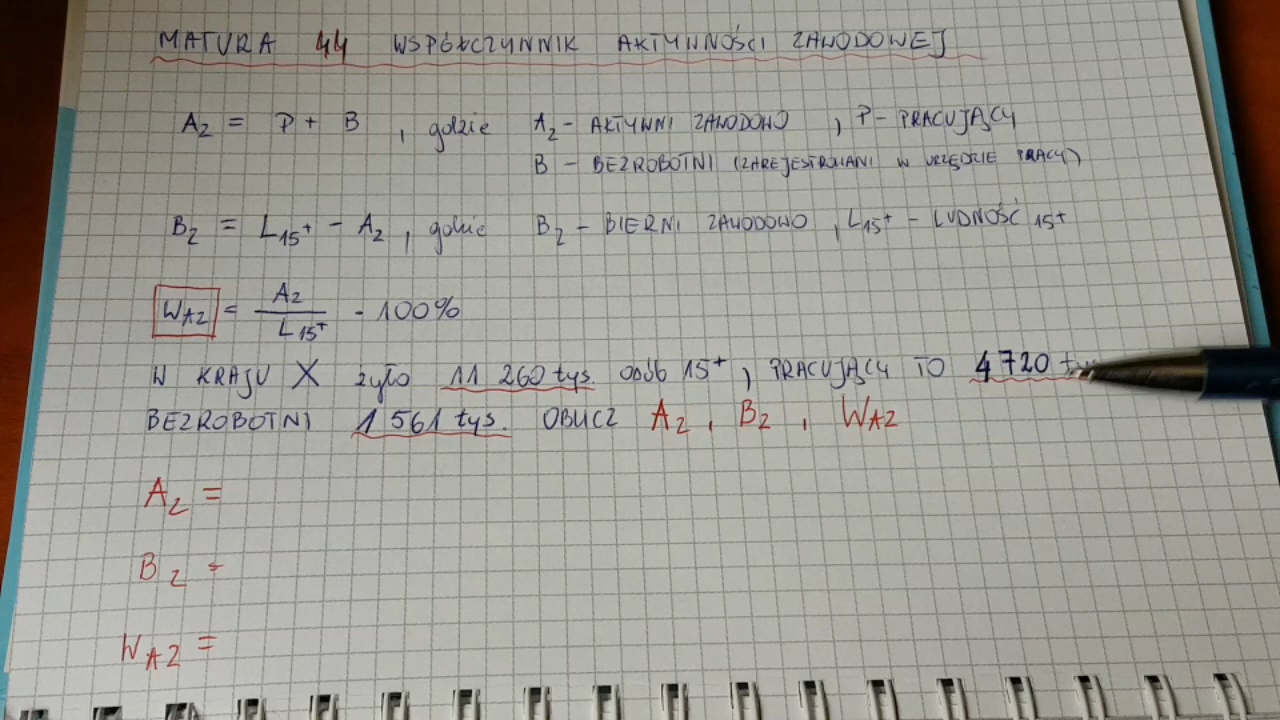 MATURA 44 WSPÓŁCZYNNIK AKTYWNOŚCI ZAWODOWEJ
AZ = P + B , gdzie AZ - AKTYWNI ZAWODOWO , P - PRACUJĄCY
B - BEZROBOTNI (ZAREJESTROWANI W URZĘDZIE PRACY)
BZ = L15+ - AZ , gdzie BZ - BIERNI ZAWODOWO , L15+ - LUDNOŚĆ 15+
WAZ = AZ / L15+ · 100%
W KRAJU X żyło 11 260 tys. osób 15+ , PRACUJĄCY TO 4 720 tys
BEZROBOTNI 1 561 tys. OBLICZ AZ , BZ , WAZ
AZ =
BZ =
WAZ =